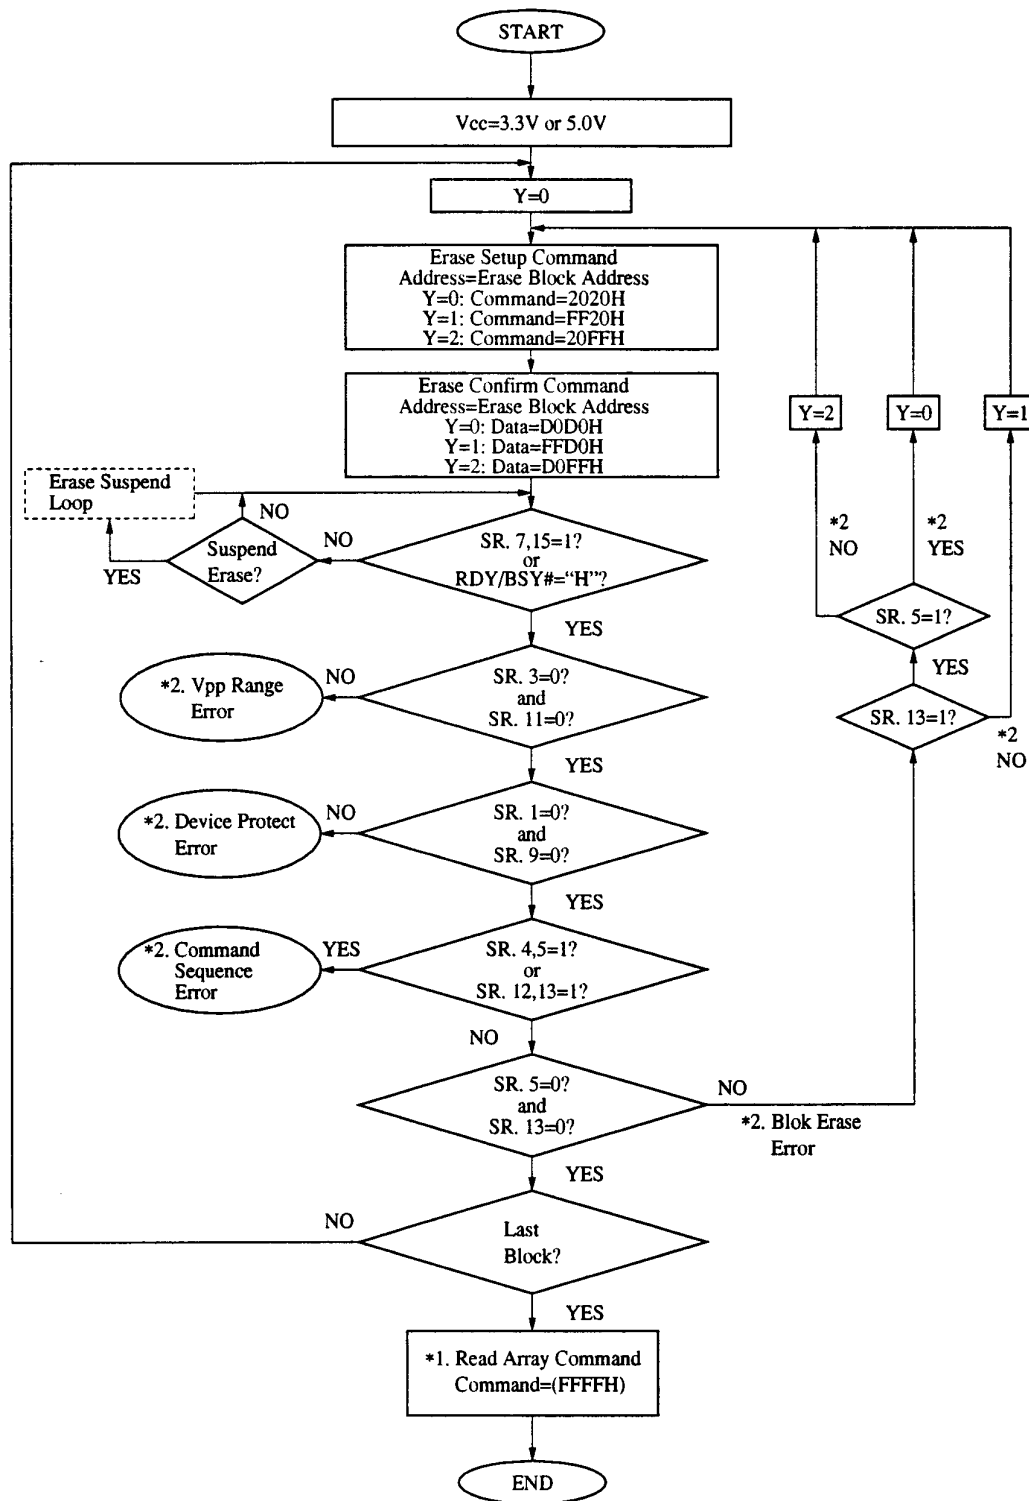 START
Vcc=3.3V or 5.0V
Y=0
Erase Setup Command
Address=Erase Block Address
Y=0: Command=2020H
Y=1: Command=FF20H
Y=2: Command=20FFH
Erase Confirm Command
Address=Erase Block Address
Y=0: Data=D0D0H
Y=1: Data=FFD0H
Y=2: Data=D0FFH
Y=2
Y=0
Y=1
Erase Suspend
Loop
NO
YES
Suspend
Erase?
NO
SR. 7,15=1?
or
RDY/BSY#=“H”?
YES
*2
NO
*2
YES
SR. 5=1?
YES
SR. 13=1?
*2
NO
*2. Vpp Range
Error
NO
SR. 3=0?
and
SR. 11=0?
YES
*2. Device Protect
Error
NO
SR. 1=0?
and
SR. 9=0?
YES
*2. Command
Sequence
Error
YES
SR. 4,5=1?
or
SR. 12,13=1?
NO
SR. 5=0?
and
SR. 13=0?
NO
*2. Blok Erase
Error
YES
NO
Last
Block?
YES
*1. Read Array Command
Command=(FFFFH)
END